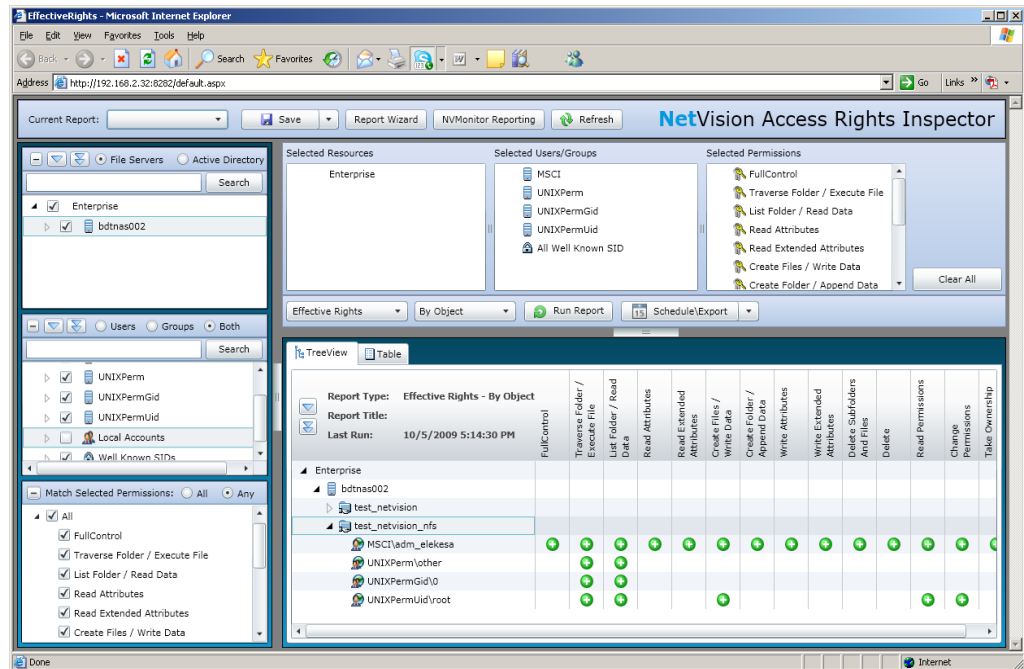 EffectiveRights - Microsoft Internet Explorer
File Edit View Favorites Tools Help
Back Search Favorites
Address http://192.168.2.32:8282/default.aspx Go Links »
Current Report: Save Report Wizard NVMonitor Reporting Refresh NetVision Access Rights Inspector
File Servers Active Directory
Search
Enterprise
bdtnas002
Selected Resources
Enterprise
Selected Users/Groups
MSCI
UNIXPerm
UNIXPermGid
UNIXPermUid
All Well Known SID
Selected Permissions
FullControl
Traverse Folder / Execute File
List Folder / Read Data
Read Attributes
Read Extended Attributes
Create Files / Write Data
Create Folder / Append Data
Clear All
Effective Rights By Object Run Report 15 Schedule\Export
Users Groups Both
Search
UNIXPerm
UNIXPermGid
UNIXPermUid
Local Accounts
Well Known SIDs
Match Selected Permissions: All Any
All
FullControl
Traverse Folder / Execute File
List Folder / Read Data
Read Attributes
Read Extended Attributes
Create Files / Write Data
TreeView Table
Report Type: Effective Rights - By Object
Report Title:
Last Run: 10/5/2009 5:14:30 PM
FullControl
Traverse Folder /
Execute File
List Folder / Read
Data
Read Attributes
Read Extended
Attributes
Create Files /
Write Data
Create Folder /
Append Data
Write Attributes
Write Extended
Attributes
Delete Subfolders
And Files
Delete
Read Permissions
Change
Permissions
Take Ownership
Enterprise
bdtnas002
test_netvision
test_netvision_nfs
MSCI\adm_elekesa
UNIXPerm\other
UNIXPermGid\0
UNIXPermUid\root
Done Internet